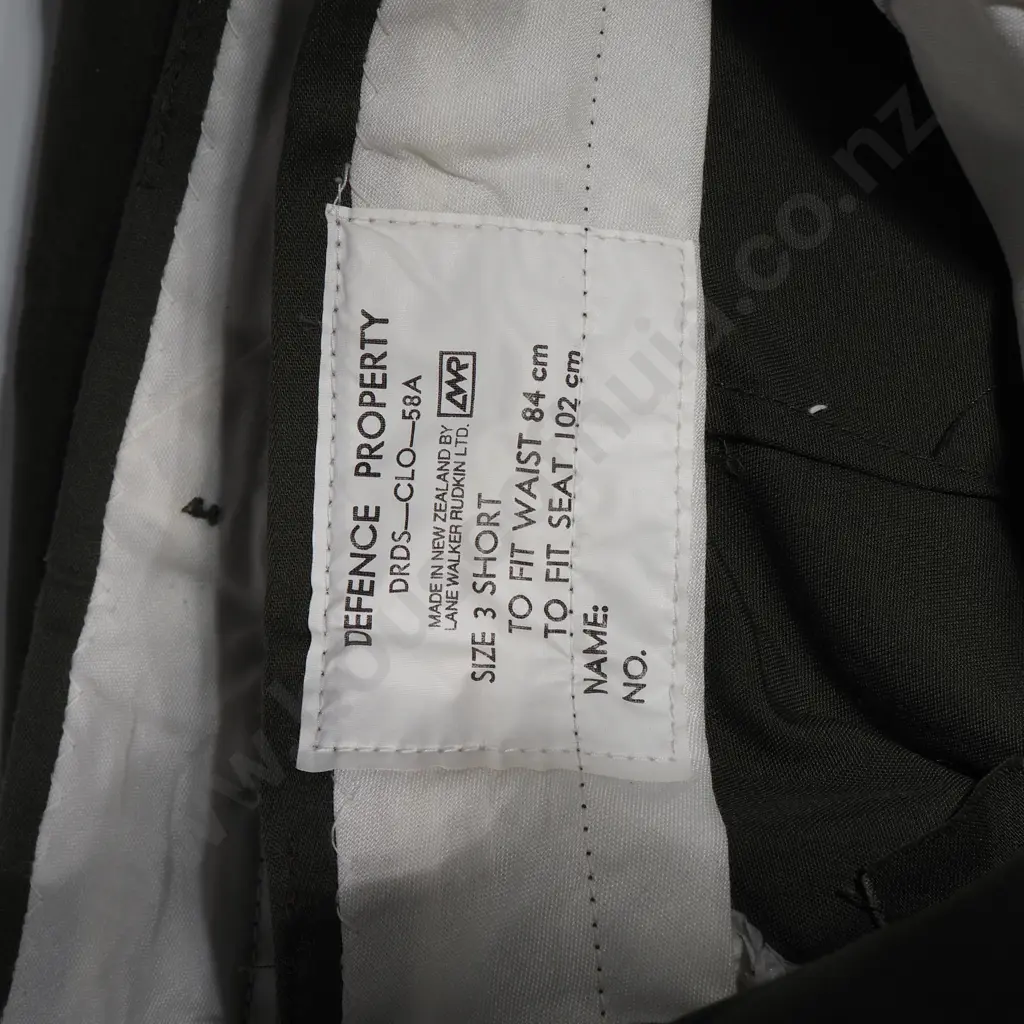 DEFENCE PROPERTY
DRDS—CLO—58A
MADE IN NEW ZEALAND BY
LANE WALKER RUDKIN LTD.
LWR
SIZE 3 SHORT
TO FIT WAIST 84 cm
TO FIT SEAT 102 cm
NAME:
NO.